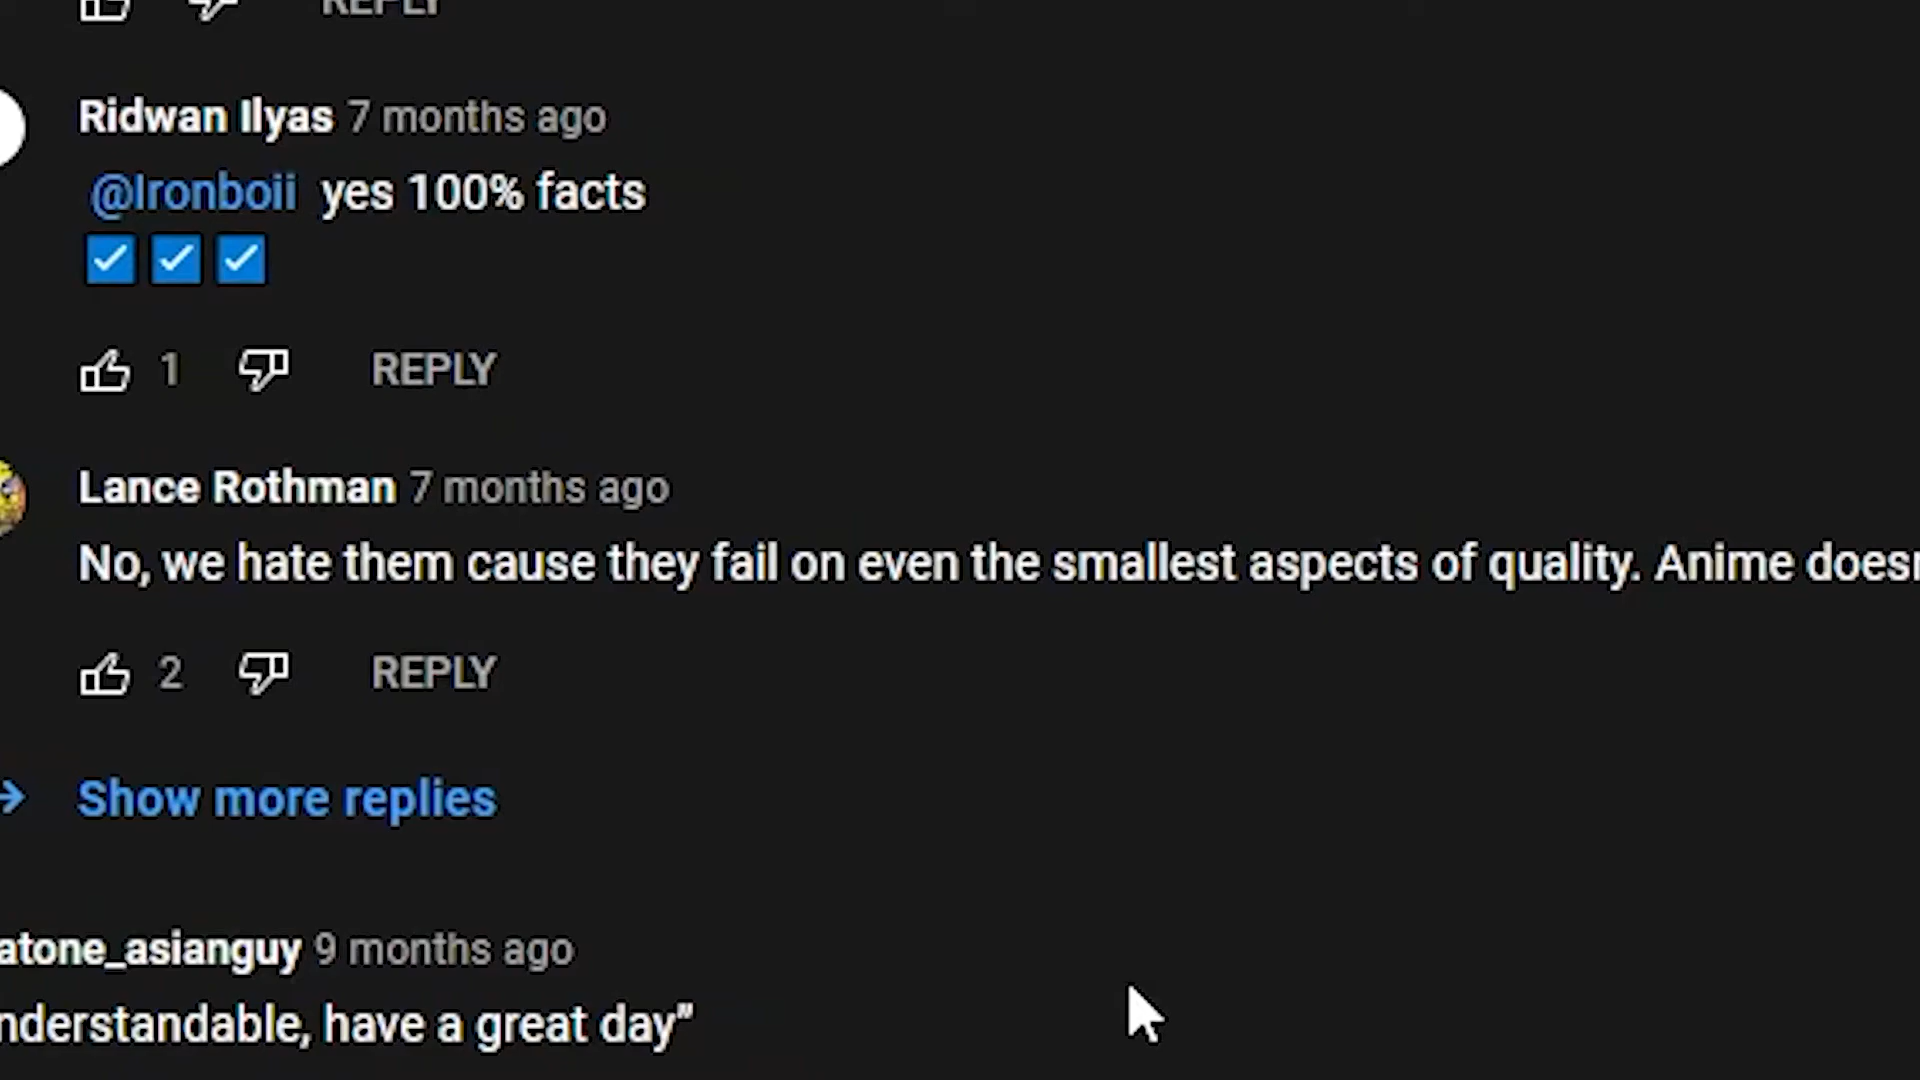 REPLY
Ridwan Ilyas 7 months ago
@Ironboii yes 100% facts
☑☑☑
1 REPLY
Lance Rothman 7 months ago
No, we hate them cause they fail on even the smallest aspects of quality. Anime doesn
2 REPLY
Show more replies
atone_asianguy 9 months ago
nderstandable, have a great day”